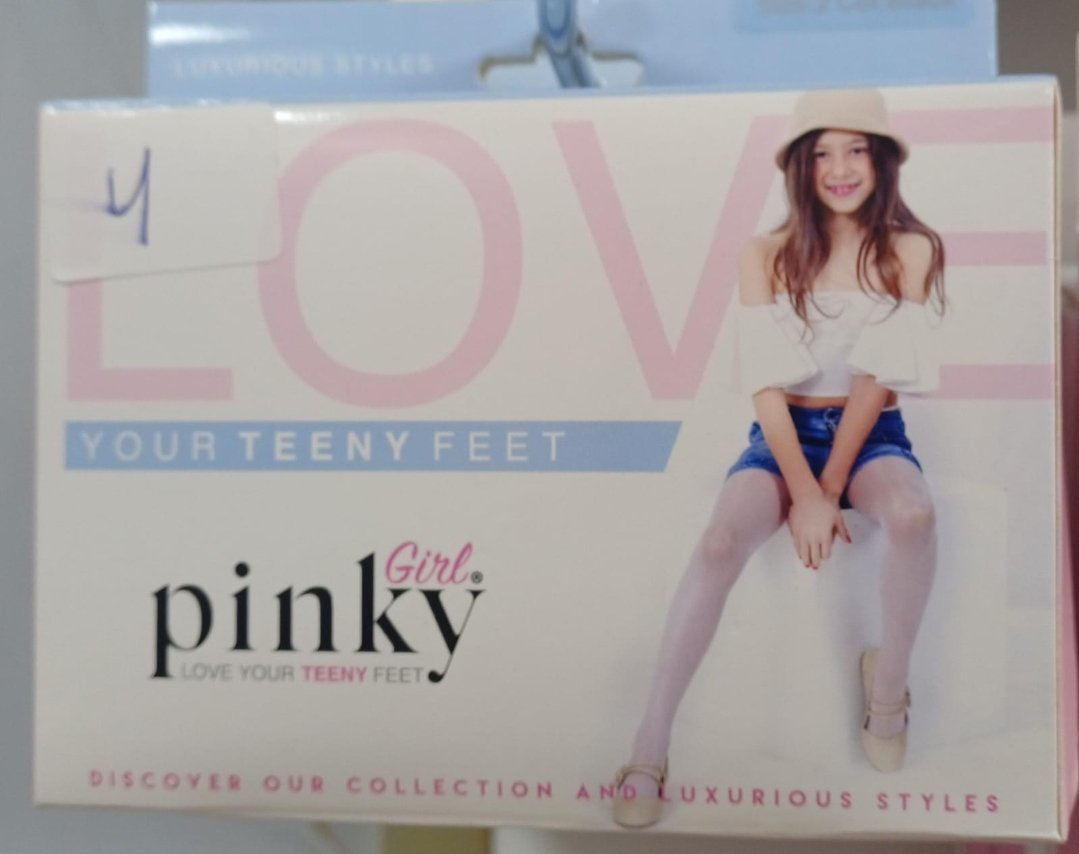 LUXURIOUS STYLES
4
LOVE
YOUR TEENY FEET
Girl®
pinky
LOVE YOUR TEENY FEET
DISCOVER OUR COLLECTION AND LUXURIOUS STYLES